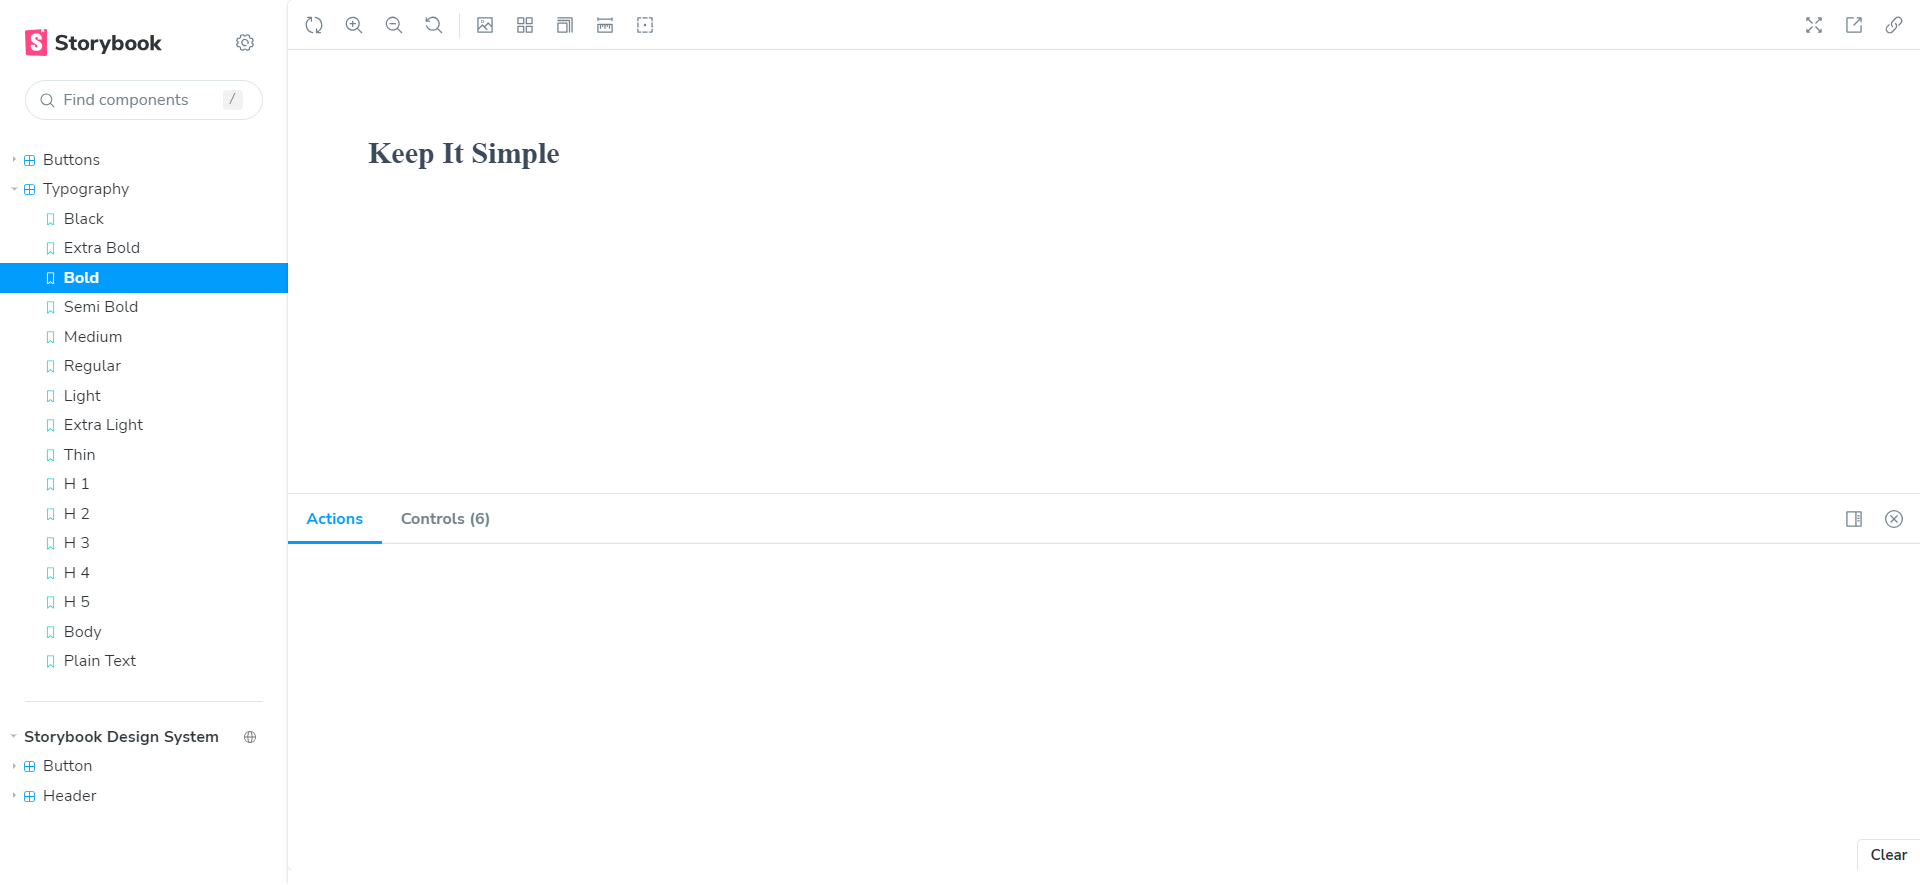 Storybook
Find components /
Buttons
Typography
Black
Extra Bold
Bold
Semi Bold
Medium
Regular
Light
Extra Light
Thin
H 1
H 2
H 3
H 4
H 5
Body
Plain Text
Storybook Design System
Button
Header
Keep It Simple
Actions Controls (6)
Clear